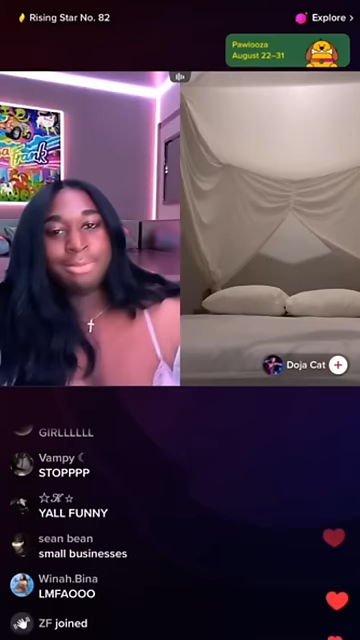 Rising Star No. 82
Explore ›
Pawlooza
August 22–31
Frank
Doja Cat
GIRLLLLLL
Vampy ☾
STOPPPP
☆𝒦☆
YALL FUNNY
sean bean
small businesses
Winah.Bina
LMFAOOO
ZF joined